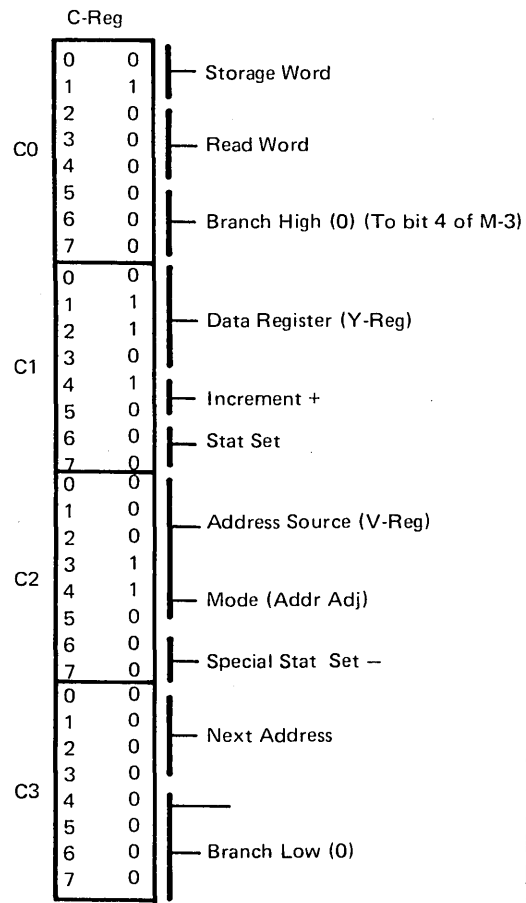 C-Reg
0 0
1 1 Storage Word
2 0
C0 3 0 Read Word
4 0
5 0
6 0 Branch High (0) (To bit 4 of M-3)
7 0
0 0
1 1
2 1 Data Register (Y-Reg)
C1 3 0
4 1 Increment +
5 0
6 0 Stat Set
7 0
0 0
1 0 Address Source (V-Reg)
2 0
C2 3 1
4 1 Mode (Addr Adj)
5 0
6 0 Special Stat Set –
7 0
0 0
1 0 Next Address
2 0
3 0
C3 4 0
5 0
6 0 Branch Low (0)
7 0